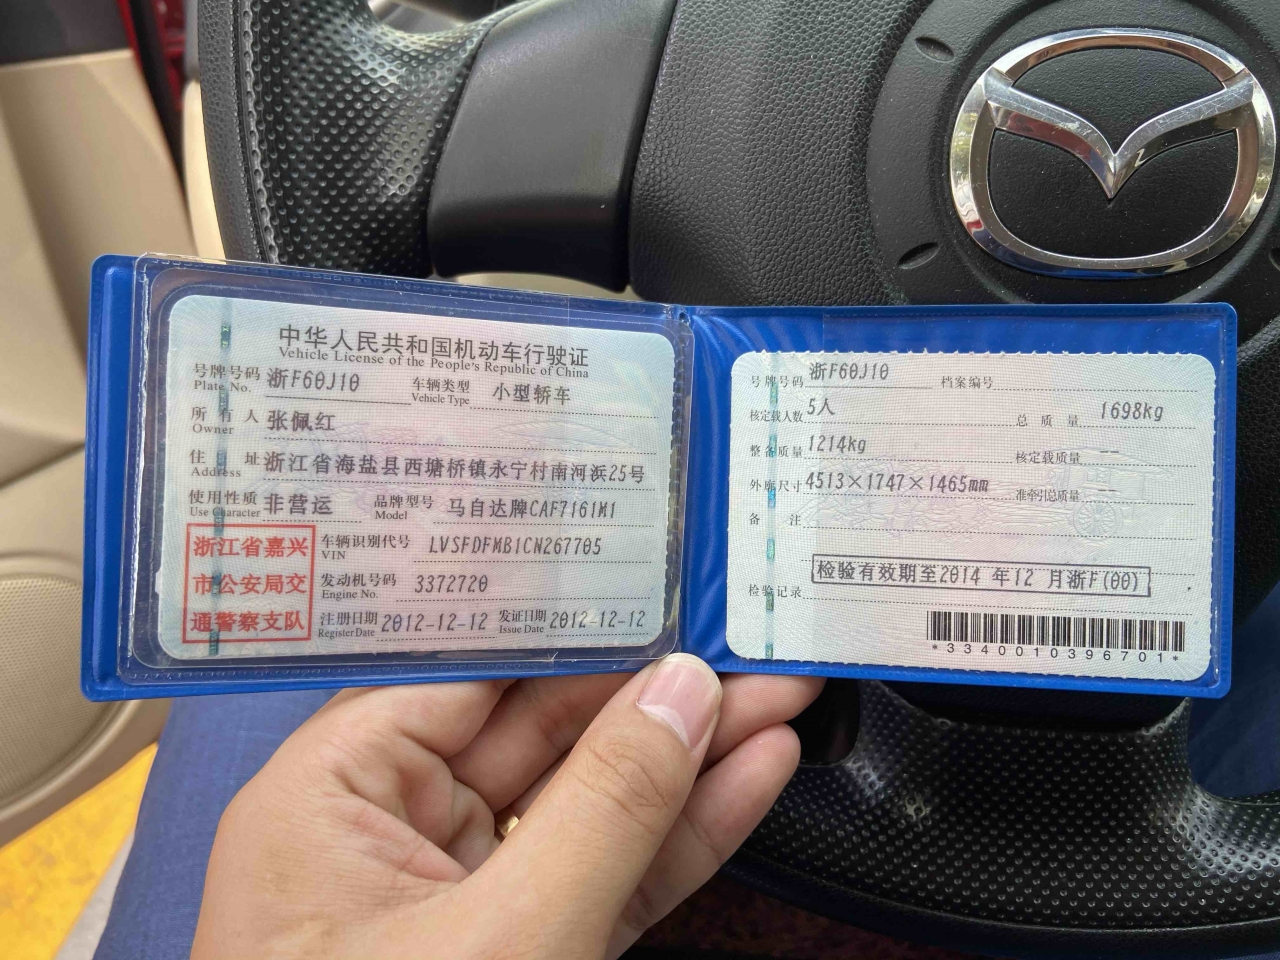 中华人民共和国机动车行驶证
Vehicle License of the People's Republic of China
号牌号码 浙F60J10 车辆类型 小型轿车
Plate No. Vehicle Type
所有人 张佩红
Owner
住址 浙江省海盐县西塘桥镇永宁村南河浜25号
Address
使用性质 非营运 品牌型号 马自达牌CAF7161M1
Use Character Model
浙江省嘉兴
市公安局交
通警察支队
车辆识别代号 LVSFDFMB1CN267705
VIN
发动机号码 3372720
Engine No.
注册日期 2012-12-12 发证日期 2012-12-12
Register Date Issue Date
号牌号码 浙F60J10 档案编号
核定载人数 5人 总质量 1698kg
整备质量 1214kg 核定载质量 --
外廓尺寸 4513×1747×1465mm 准牵引总质量 --
备注
检验有效期至2014 年12 月浙F(00)
检验记录
*3340010396701*